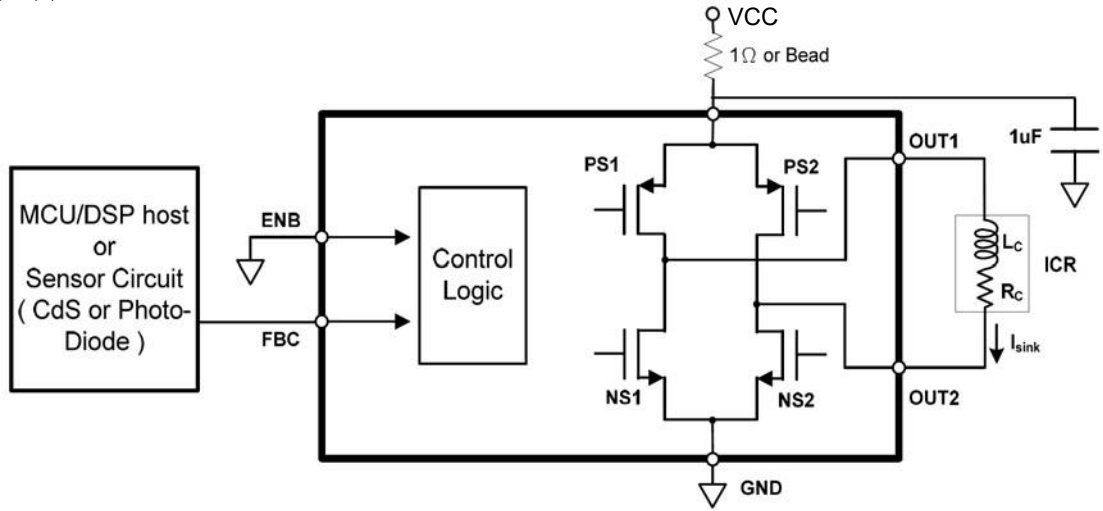 VCC
1Ω or Bead
1uF
OUT1
PS1
PS2
MCU/DSP host
or
Sensor Circuit
( CdS or Photo-
Diode )
ENB
FBC
Control
Logic
LC
RC
ICR
Isink
NS1
NS2
OUT2
GND